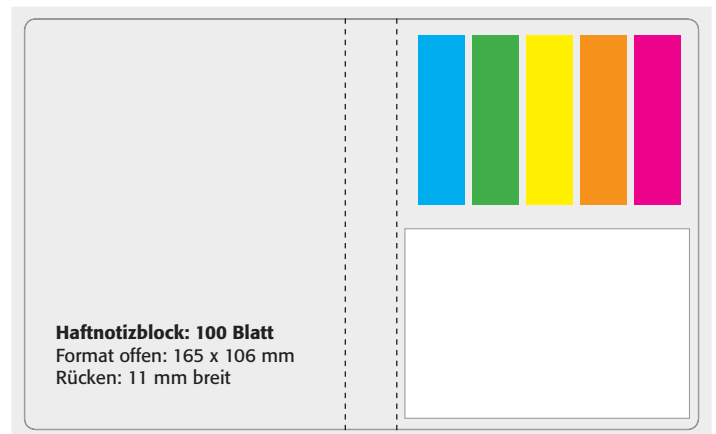 Haftnotizblock: 100 Blatt
Format offen: 165 x 106 mm
Rücken: 11 mm breit